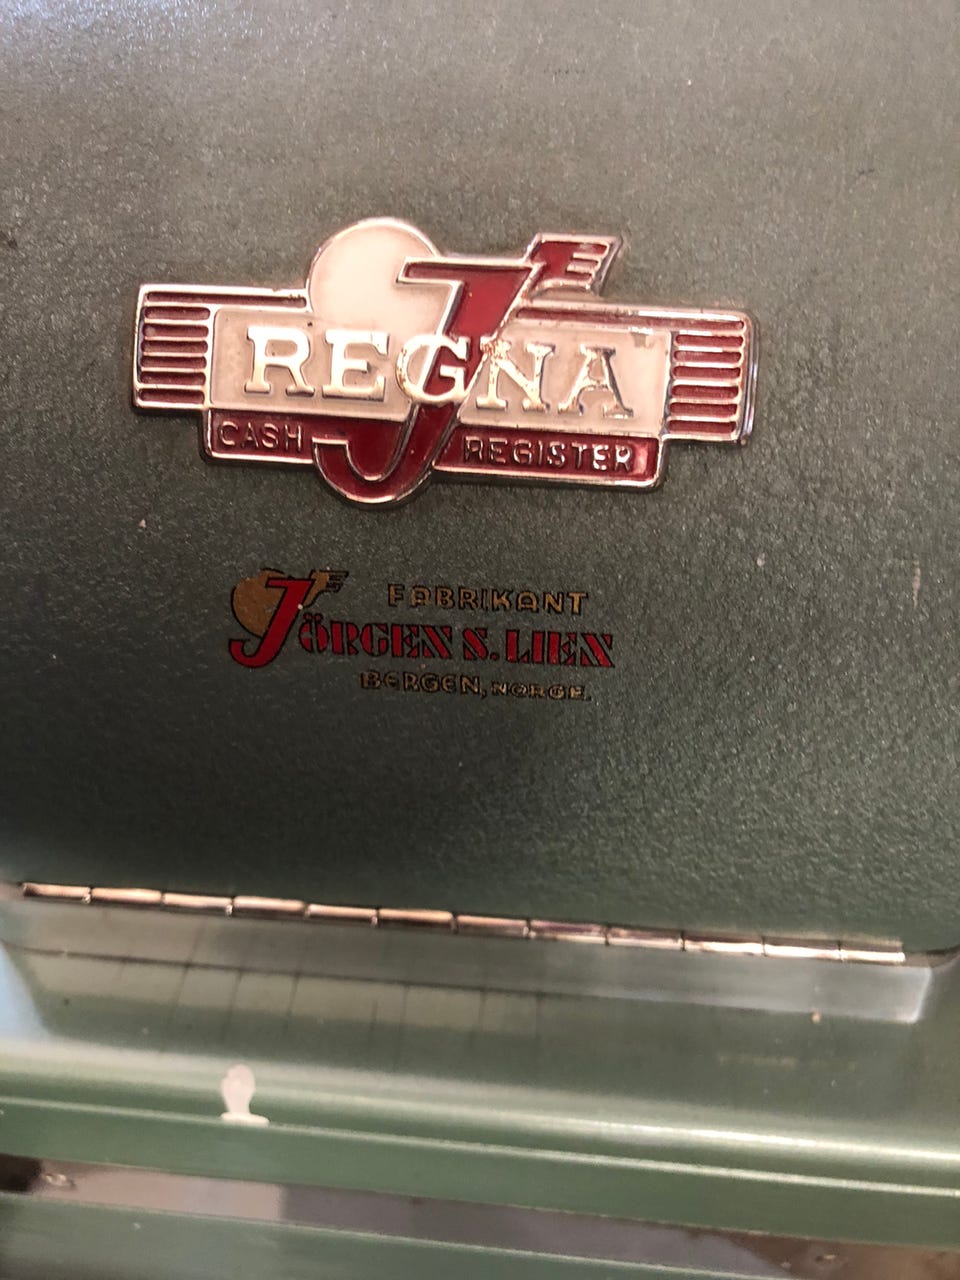 REGNA
CASH REGISTER
FABRIKANT
JÖRGEN S. LIEN
BERGEN, NORGE.